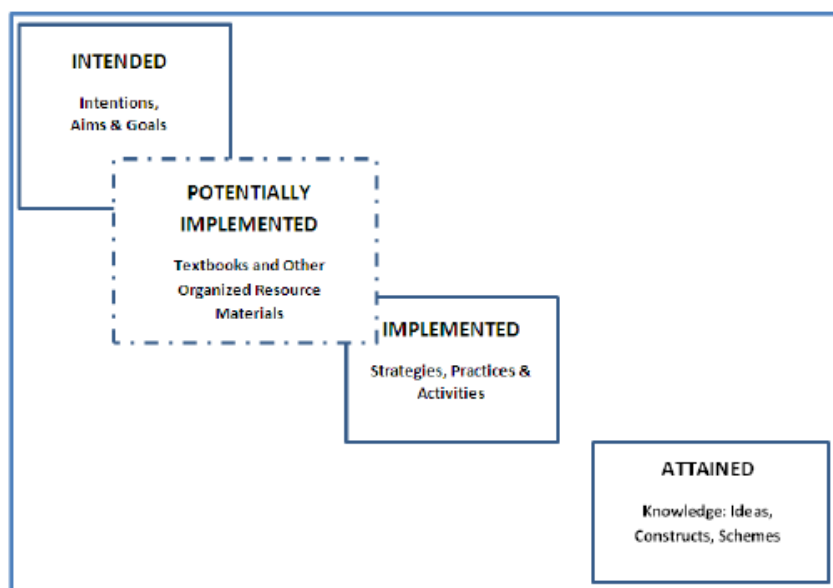 INTENDED
Intentions,
Aims & Goals
POTENTIALLY
IMPLEMENTED
Textbooks and Other
Organized Resource
Materials
IMPLEMENTED
Strategies, Practices &
Activities
ATTAINED
Knowledge: Ideas,
Constructs, Schemes